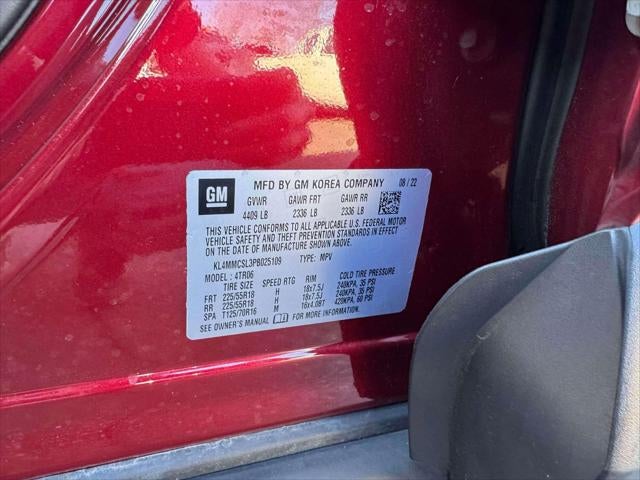 GM
MFD BY GM KOREA COMPANY 08 / 22
GVWR GAWR FRT GAWR RR
4409 LB 2336 LB 2336 LB
THIS VEHICLE CONFORMS TO ALL APPLICABLE U.S. FEDERAL MOTOR
VEHICLE SAFETY AND THEFT PREVENTION STANDARDS IN EFFECT
ON THE DATE OF MANUFACTURE SHOWN ABOVE.
KL4MMCSL3PB025109 TYPE: MPV
MODEL : 4TR06
TIRE SIZE SPEED RTG RIM COLD TIRE PRESSURE
FRT 225/55R18 H 18x7.5J 240KPA, 35 PSI
RR 225/55R18 H 18x7.5J 240KPA, 35 PSI
SPA T125/70R16 M 16x4.0BT 420KPA, 60 PSI
SEE OWNER'S MANUAL